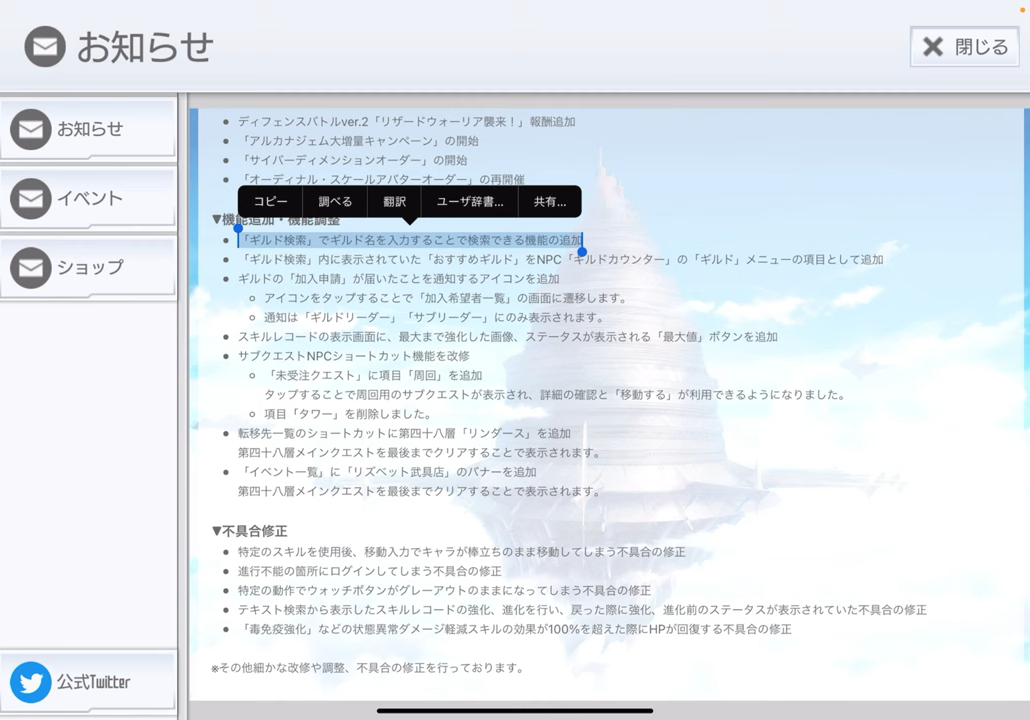 お知らせ
閉じる
お知らせ
イベント
ショップ
公式Twitter
ディフェンスバトルver.2「リザードウォーリア襲来！」報酬追加
「アルカナジェム大増量キャンペーン」の開始
「サイバーディメンションオーダー」の開始
「オーディナル・スケールアバターオーダー」の再開催
コピー 調べる 翻訳 ユーザ辞書... 共有...
▼機能追加・機能調整
「ギルド検索」でギルド名を入力することで検索できる機能の追加
「ギルド検索」内に表示されていた「おすすめギルド」をNPC「ギルドカウンター」の「ギルド」メニューの項目として追加
ギルドの「加入申請」が届いたことを通知するアイコンを追加
アイコンをタップすることで「加入希望者一覧」の画面に遷移します。
通知は「ギルドリーダー」「サブリーダー」にのみ表示されます。
スキルレコードの表示画面に、最大まで強化した画像、ステータスが表示される「最大値」ボタンを追加
サブクエストNPCショートカット機能を改修
「未受注クエスト」に項目「周回」を追加
タップすることで周回用のサブクエストが表示され、詳細の確認と「移動する」が利用できるようになりました。
項目「タワー」を削除しました。
転移先一覧のショートカットに第四十八層「リンダース」を追加
第四十八層メインクエストを最後までクリアすることで表示されます。
「イベント一覧」に「リズベット武具店」のバナーを追加
第四十八層メインクエストを最後までクリアすることで表示されます。
▼不具合修正
特定のスキルを使用後、移動入力でキャラが棒立ちのまま移動してしまう不具合の修正
進行不能の箇所にログインしてしまう不具合の修正
特定の動作でウォッチボタンがグレーアウトのままになってしまう不具合の修正
テキスト検索から表示したスキルレコードの強化、進化を行い、戻った際に強化、進化前のステータスが表示されていた不具合の修正
「毒免疫強化」などの状態異常ダメージ軽減スキルの効果が100%を超えた際にHPが回復する不具合の修正
※その他細かな改修や調整、不具合の修正を行っております。